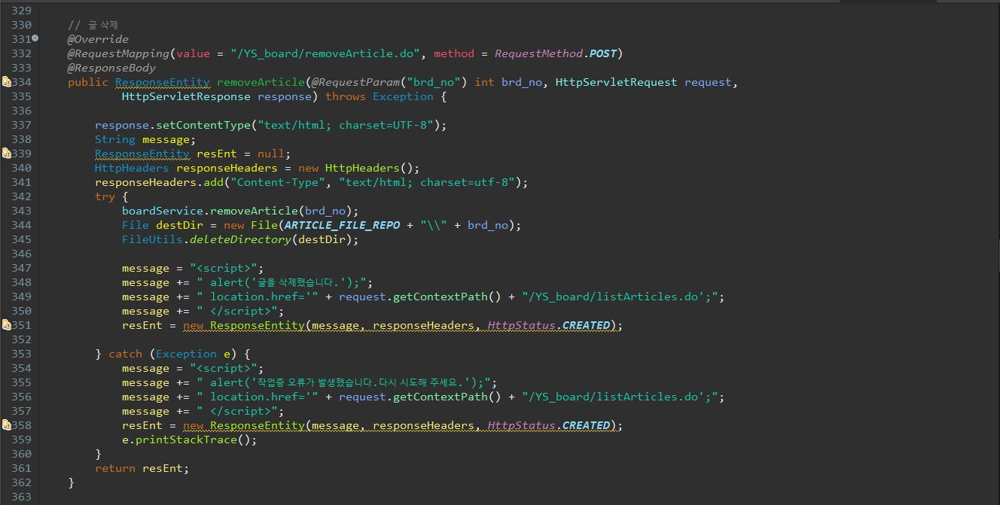 329
330 // 글 삭제
331 @Override
332 @RequestMapping(value = "/YS_board/removeArticle.do", method = RequestMethod.POST)
333 @ResponseBody
334 public ResponseEntity removeArticle(@RequestParam("brd_no") int brd_no, HttpServletRequest request,
335 HttpServletResponse response) throws Exception {
336
337 response.setContentType("text/html; charset=UTF-8");
338 String message;
339 ResponseEntity resEnt = null;
340 HttpHeaders responseHeaders = new HttpHeaders();
341 responseHeaders.add("Content-Type", "text/html; charset=utf-8");
342 try {
343 boardService.removeArticle(brd_no);
344 File destDir = new File(ARTICLE_FILE_REPO + "\\" + brd_no);
345 FileUtils.deleteDirectory(destDir);
346
347 message = "<script>";
348 message += " alert('글을 삭제했습니다.');";
349 message += " location.href='" + request.getContextPath() + "/YS_board/listArticles.do';";
350 message += " </script>";
351 resEnt = new ResponseEntity(message, responseHeaders, HttpStatus.CREATED);
352
353 } catch (Exception e) {
354 message = "<script>";
355 message += " alert('작업중 오류가 발생했습니다.다시 시도해 주세요.');";
356 message += " location.href='" + request.getContextPath() + "/YS_board/listArticles.do';";
357 message += " </script>";
358 resEnt = new ResponseEntity(message, responseHeaders, HttpStatus.CREATED);
359 e.printStackTrace();
360 }
361 return resEnt;
362 }
363